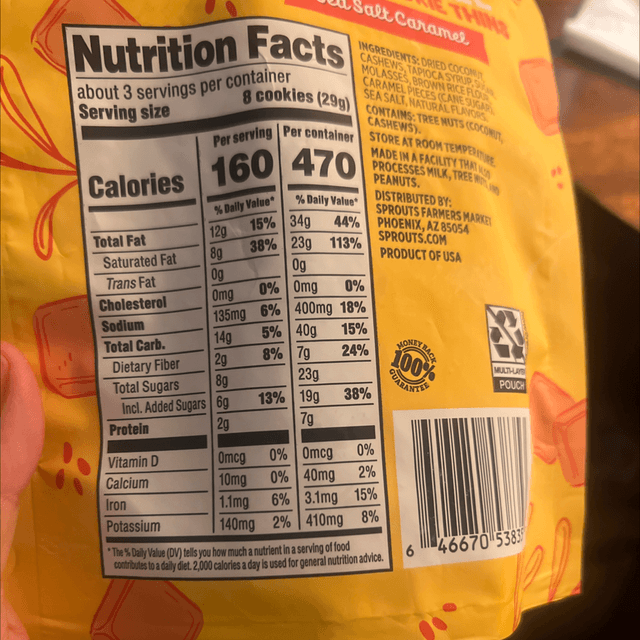 KIE THINS
Sea Salt Caramel
Nutrition Facts
about 3 servings per container
Serving size 8 cookies (29g)
Per serving Per container
Calories 160 470
% Daily Value* % Daily Value*
Total Fat 12g 15% 34g 44%
Saturated Fat 8g 38% 23g 113%
Trans Fat 0g 0g
Cholesterol 0mg 0% 0mg 0%
Sodium 135mg 6% 400mg 18%
Total Carb. 14g 5% 40g 15%
Dietary Fiber 2g 8% 7g 24%
Total Sugars 8g 23g
Incl. Added Sugars 6g 13% 19g 38%
Protein 2g 7g
Vitamin D 0mcg 0% 0mcg 0%
Calcium 10mg 0% 40mg 2%
Iron 1.1mg 6% 3.1mg 15%
Potassium 140mg 2% 410mg 8%
*The % Daily Value (DV) tells you how much a nutrient in a serving of food
contributes to a daily diet. 2,000 calories a day is used for general nutrition advice.
INGREDIENTS: DRIED COCONUT,
CASHEWS, TAPIOCA SYRUP,
MOLASSES, BROWN RICE FLOUR,
CARAMEL PIECES (CANE SUGAR,
SEA SALT, NATURAL FLAVORS.
CONTAINS: TREE NUTS (COCONUT,
CASHEWS).
STORE AT ROOM TEMPERATURE
MADE IN A FACILITY THAT ALSO
PROCESSES MILK, TREE NUTS, AND
PEANUTS.
DISTRIBUTED BY:
SPROUTS FARMERS MARKET
PHOENIX, AZ 85054
SPROUTS.COM
PRODUCT OF USA
MONEY BACK
100%
GUARANTEE
MULTI-LAYER
POUCH
6 46670 5383